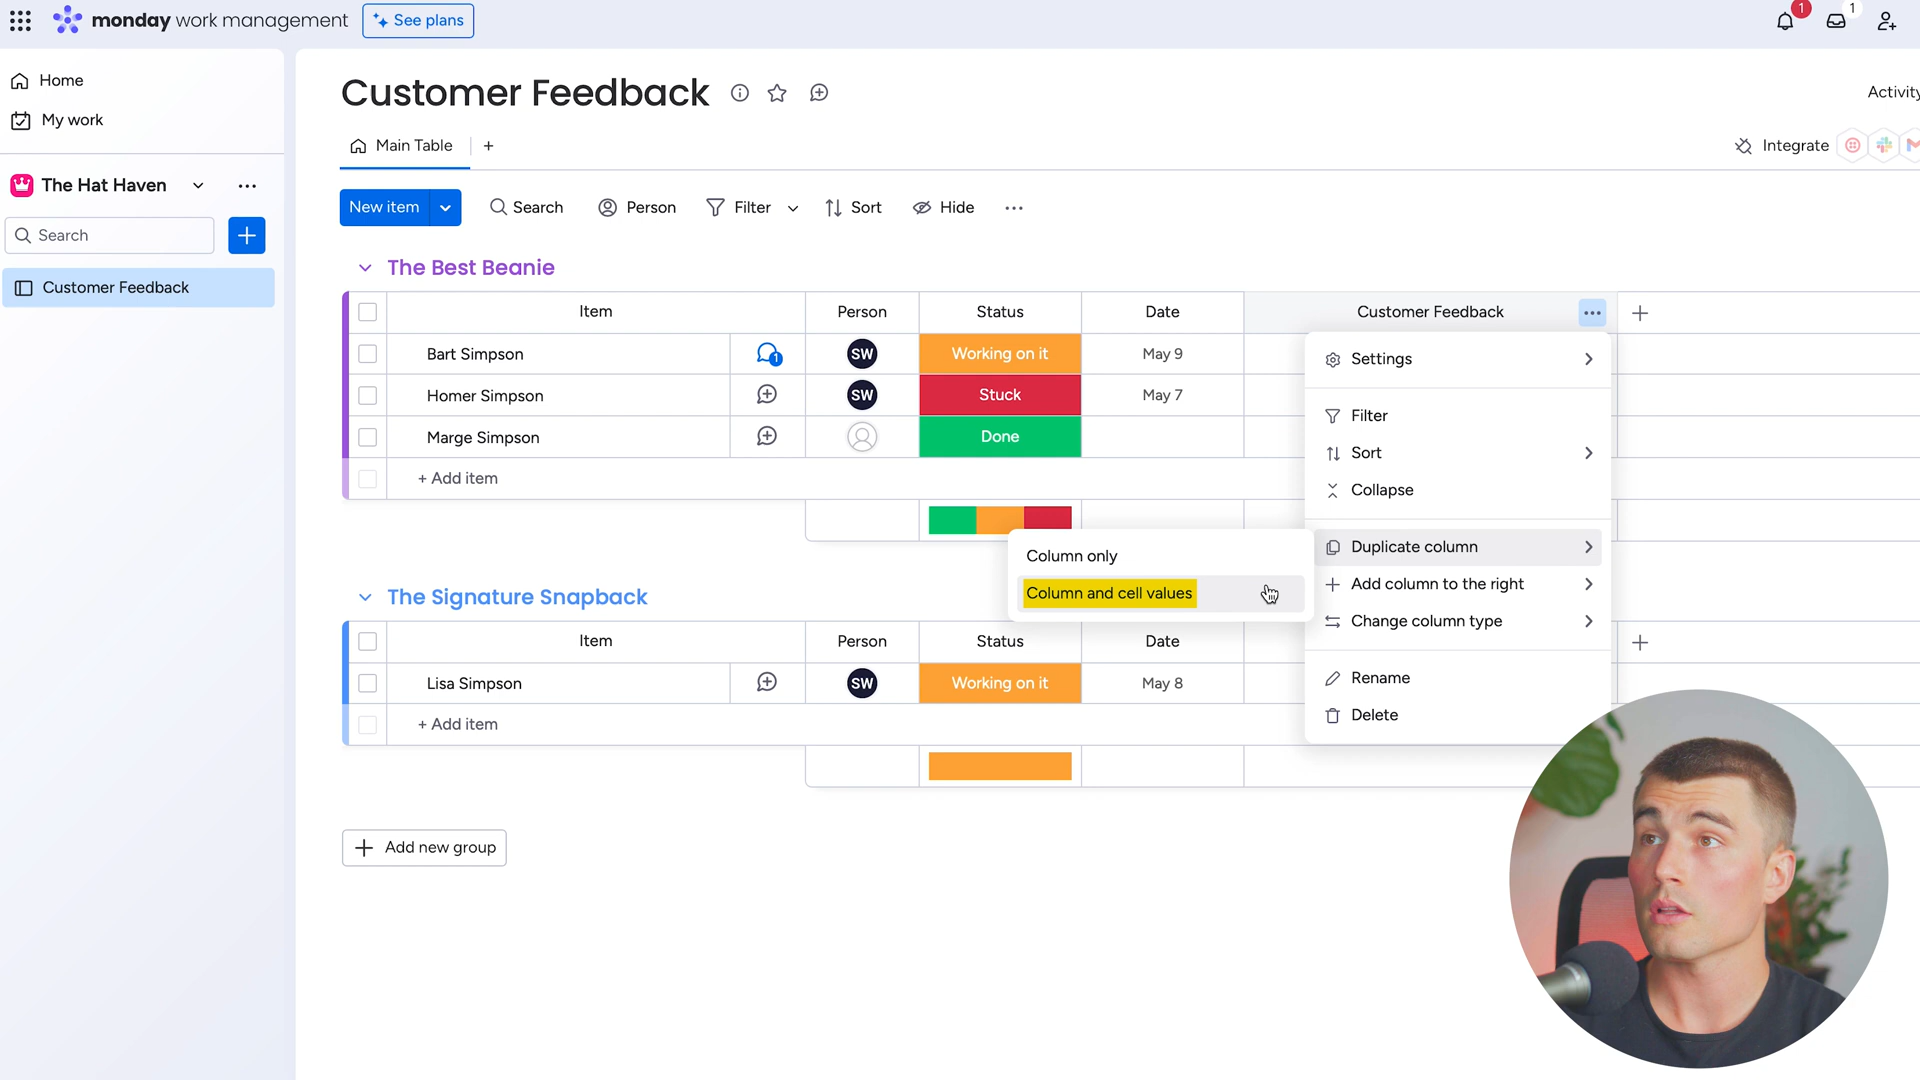 monday work management
See plans
1
1
Home
My work
The Hat Haven
Search
Customer Feedback
Customer Feedback
Activity
Main Table
+
Integrate
New item
Search
Person
Filter
Sort
Hide
The Best Beanie
Item
Person
Status
Date
Customer Feedback
Bart Simpson
1
SW
Working on it
May 9
Homer Simpson
SW
Stuck
May 7
Marge Simpson
Done
+ Add item
Settings
Filter
Sort
Collapse
Duplicate column
Add column to the right
Change column type
Rename
Delete
Column only
Column and cell values
The Signature Snapback
Item
Person
Status
Date
Lisa Simpson
SW
Working on it
May 8
+ Add item
Add new group